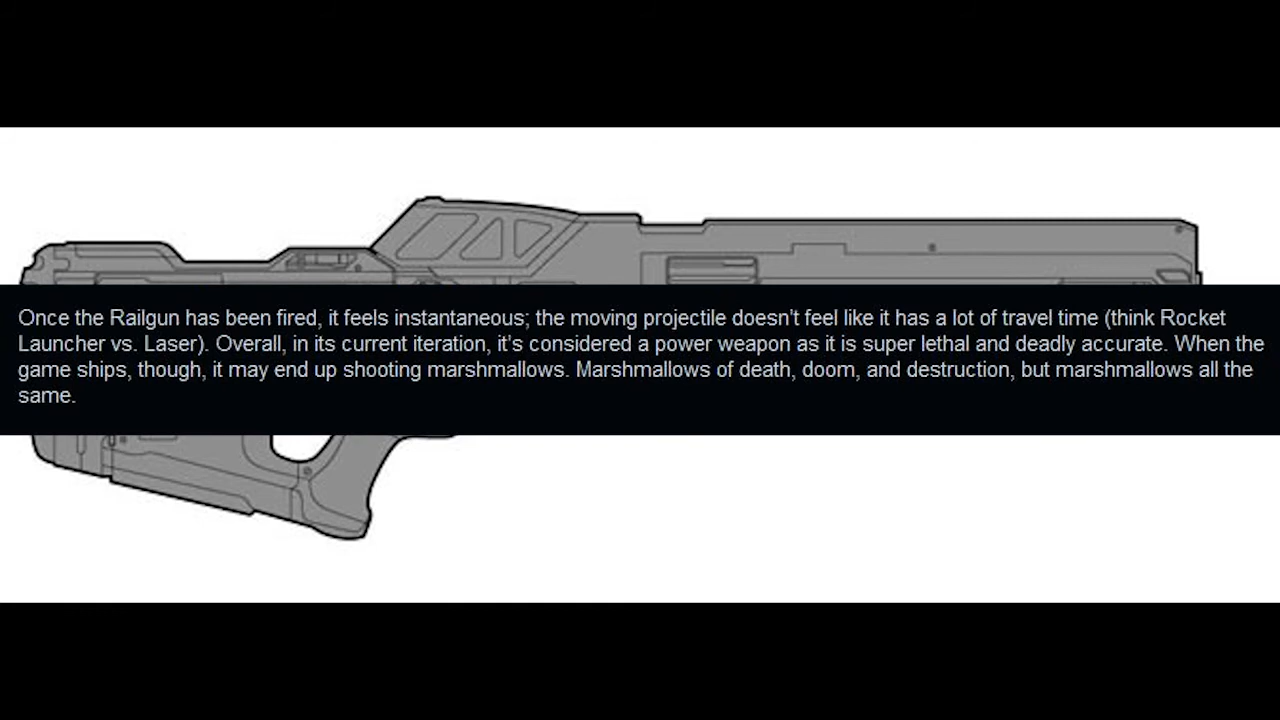 Once the Railgun has been fired, it feels instantaneous; the moving projectile doesn't feel like it has a lot of travel time (think Rocket
Launcher vs. Laser). Overall, in its current iteration, it's considered a power weapon as it is super lethal and deadly accurate. When the
game ships, though, it may end up shooting marshmallows. Marshmallows of death, doom, and destruction, but marshmallows all the
same.